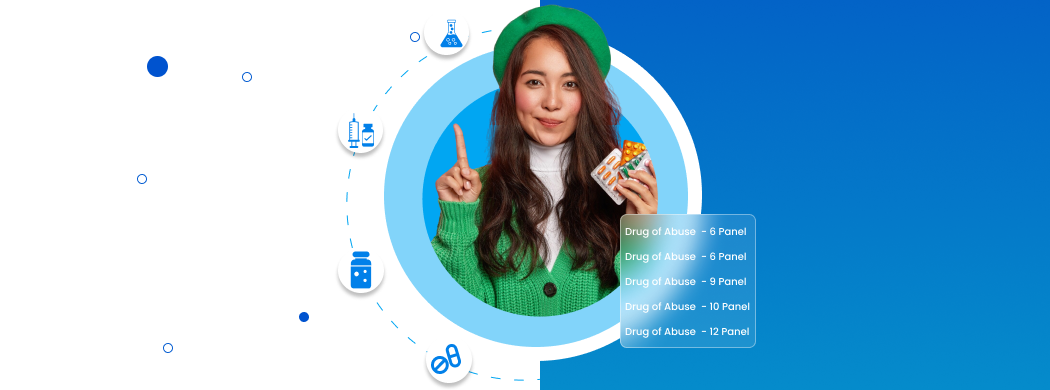 Drug of Abuse - 6 Panel
Drug of Abuse - 6 Panel
Drug of Abuse - 9 Panel
Drug of Abuse - 10 Panel
Drug of Abuse - 12 Panel